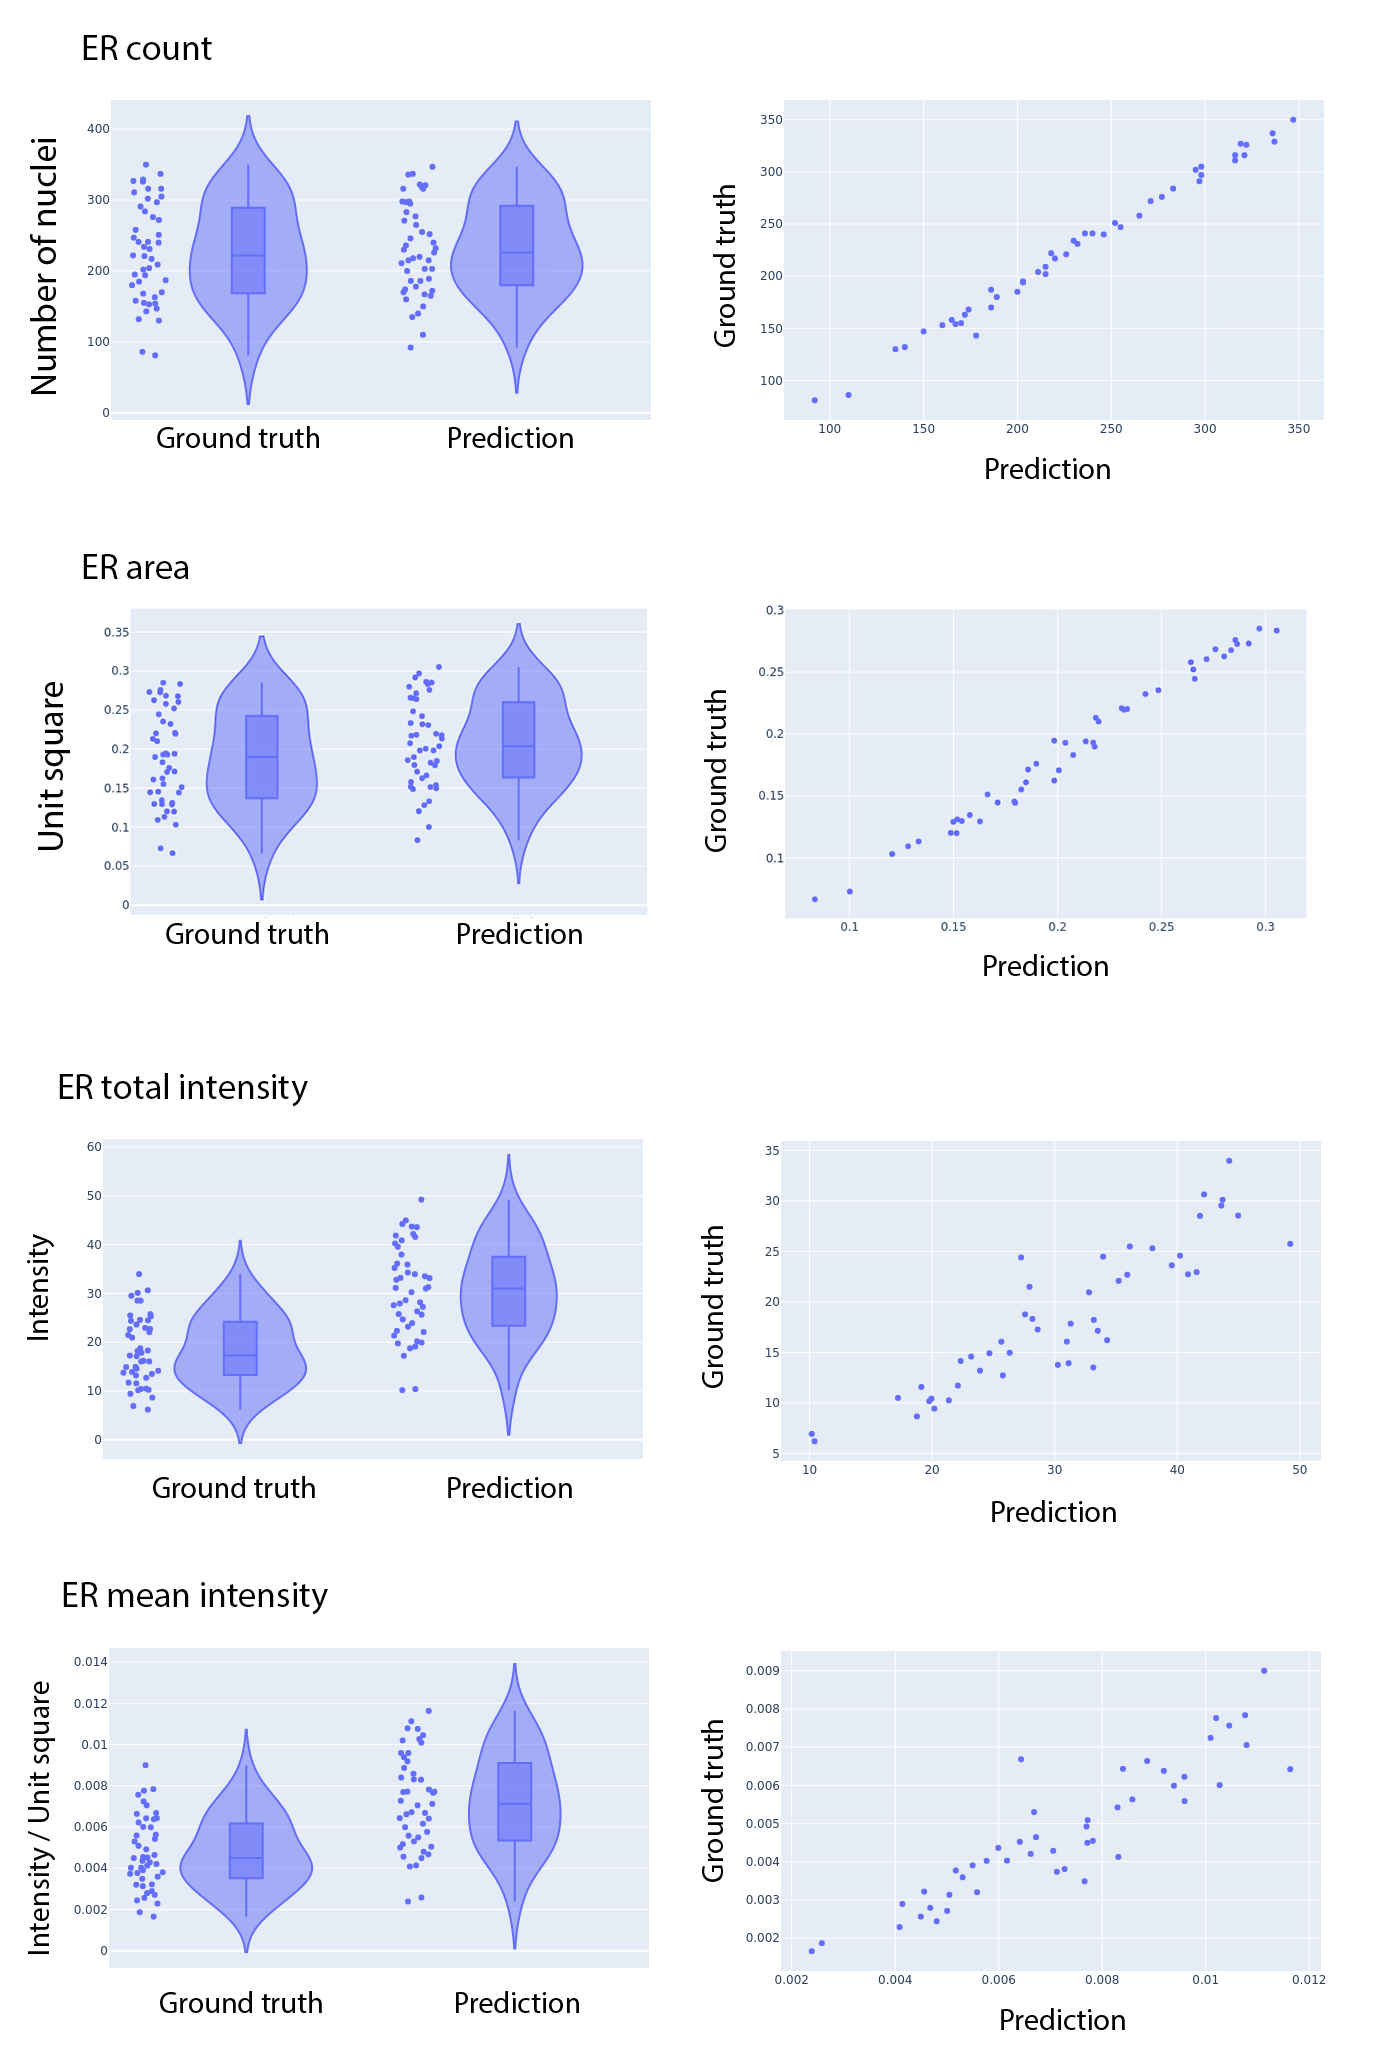 ER count
Number of nuclei
400
300
200
100
0
Ground truth
Prediction
Ground truth
350
300
250
200
150
100
100 150 200 250 300 350
Prediction
ER area
Unit square
0.35
0.3
0.25
0.2
0.15
0.1
0.05
0
Ground truth
Prediction
Ground truth
0.3
0.25
0.2
0.15
0.1
0.1 0.15 0.2 0.25 0.3
Prediction
ER total intensity
Intensity
60
50
40
30
20
10
0
Ground truth
Prediction
Ground truth
35
30
25
20
15
10
5
10 20 30 40 50
Prediction
ER mean intensity
Intensity / Unit square
0.014
0.012
0.01
0.008
0.006
0.004
0.002
0
Ground truth
Prediction
Ground truth
0.009
0.008
0.007
0.006
0.005
0.004
0.003
0.002
0.002 0.004 0.006 0.008 0.01 0.012
Prediction